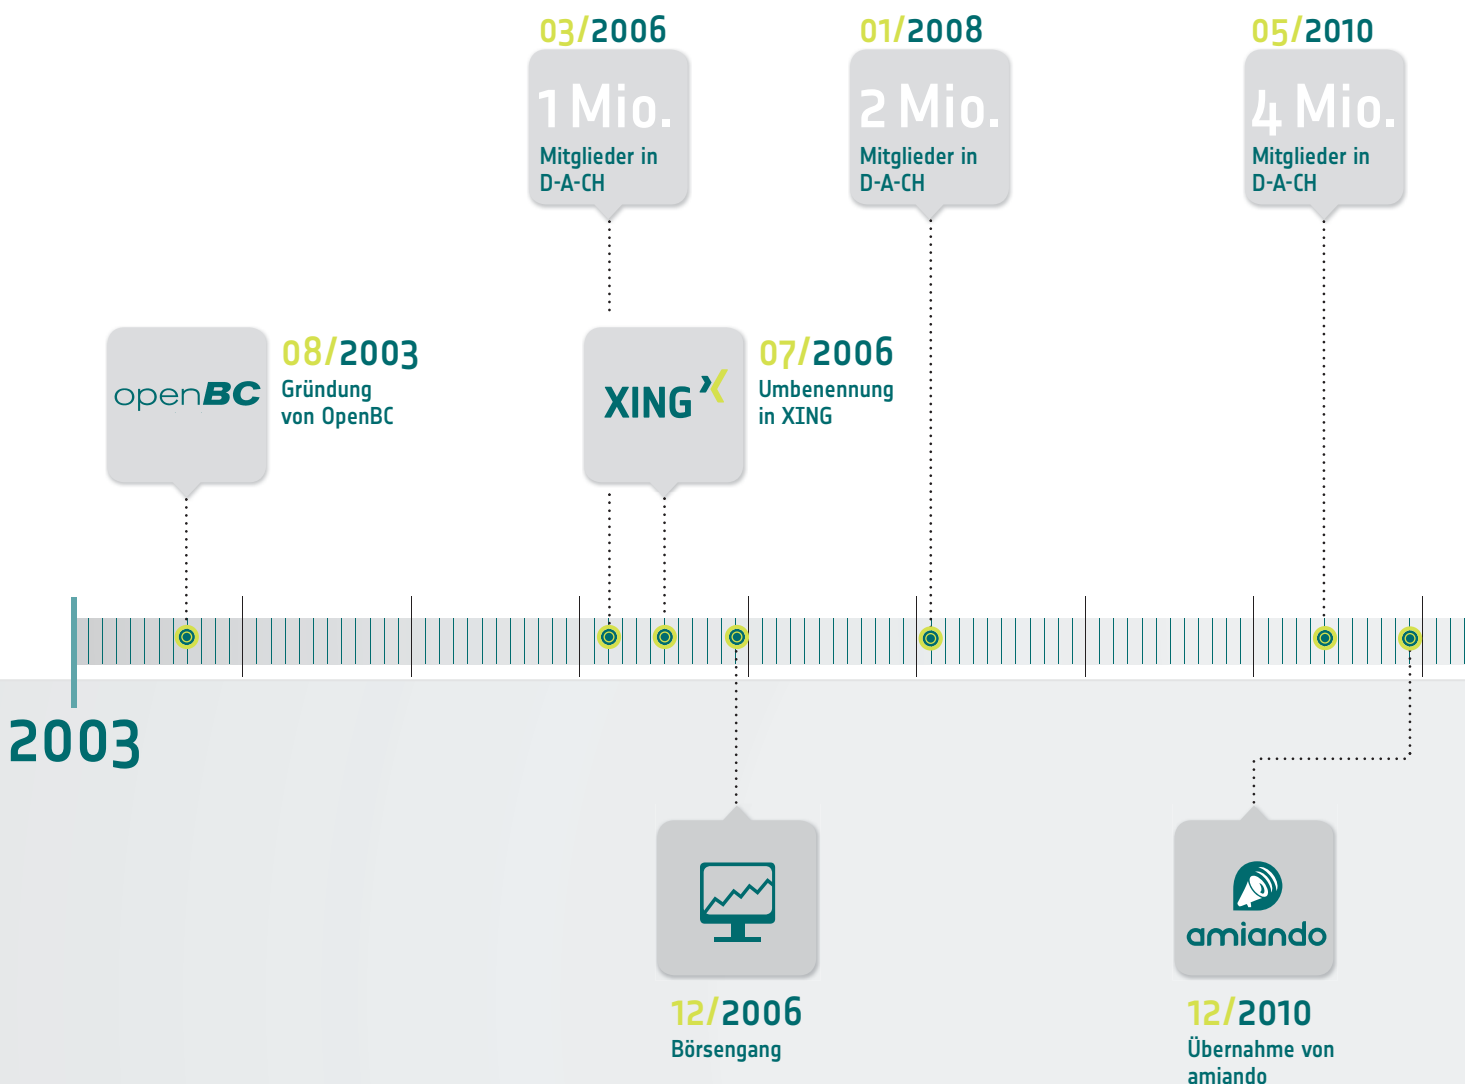 03/2006
1 Mio.
Mitglieder in
D-A-CH
01/2008
2 Mio.
Mitglieder in
D-A-CH
05/2010
4 Mio.
Mitglieder in
D-A-CH
openBC
08/2003
Gründung
von OpenBC
XING
07/2006
Umbenennung
in XING
2003
12/2006
Börsengang
amiando
12/2010
Übernahme von
amiando